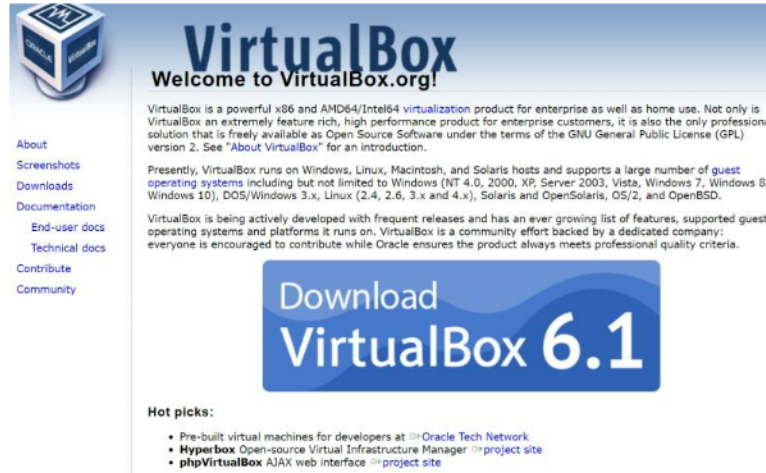 ORACLE
VirtualBox
VirtualBox
Welcome to VirtualBox.org!
VirtualBox is a powerful x86 and AMD64/Intel64 virtualization product for enterprise as well as home use. Not only is
VirtualBox an extremely feature rich, high performance product for enterprise customers, it is also the only professiona
solution that is freely available as Open Source Software under the terms of the GNU General Public License (GPL)
version 2. See "About VirtualBox" for an introduction.
Presently, VirtualBox runs on Windows, Linux, Macintosh, and Solaris hosts and supports a large number of guest
operating systems including but not limited to Windows (NT 4.0, 2000, XP, Server 2003, Vista, Windows 7, Windows 8
Windows 10), DOS/Windows 3.x, Linux (2.4, 2.6, 3.x and 4.x), Solaris and OpenSolaris, OS/2, and OpenBSD.
VirtualBox is being actively developed with frequent releases and has an ever growing list of features, supported guest
operating systems and platforms it runs on. VirtualBox is a community effort backed by a dedicated company:
everyone is encouraged to contribute while Oracle ensures the product always meets professional quality criteria.
About
Screenshots
Downloads
Documentation
End-user docs
Technical docs
Contribute
Community
Download
VirtualBox 6.1
Hot picks:
• Pre-built virtual machines for developers at Oracle Tech Network
• Hyperbox Open-source Virtual Infrastructure Manager project site
• phpVirtualBox AJAX web interface project site